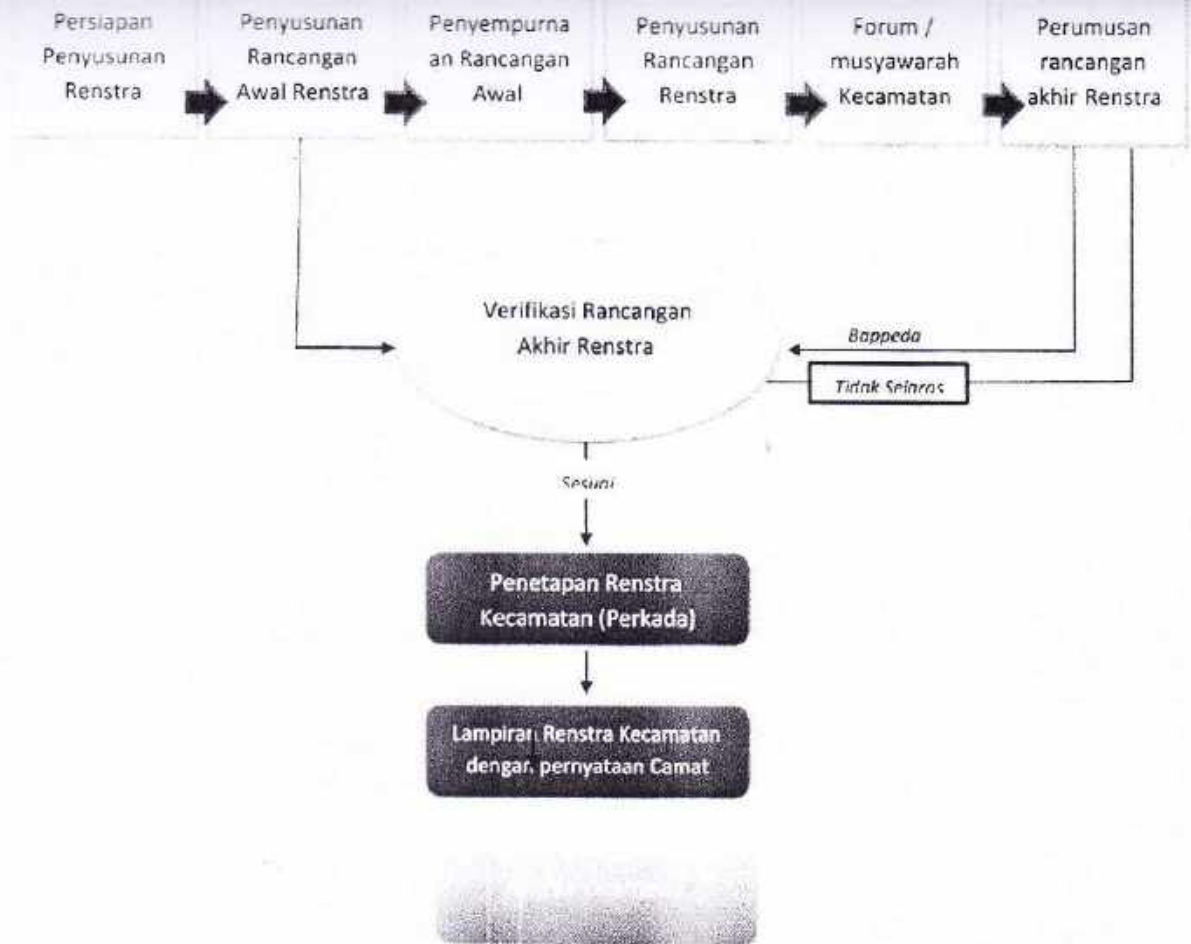 Persiapan
Penyusunan
Renstra
Penyusunan
Rancangan
Awal Renstra
Penyempurna
an Rancangan
Awal
Penyusunan
Rancangan
Renstra
Forum /
musyawarah
Kecamatan
Perumusan
rancangan
akhir Renstra
Verifikasi Rancangan
Akhir Renstra
Bappeda
Tidak Selaras
Sesuai
Penetapan Renstra
Kecamatan (Perkada)
Lampiran Renstra Kecamatan
dengan pernyataan Camat